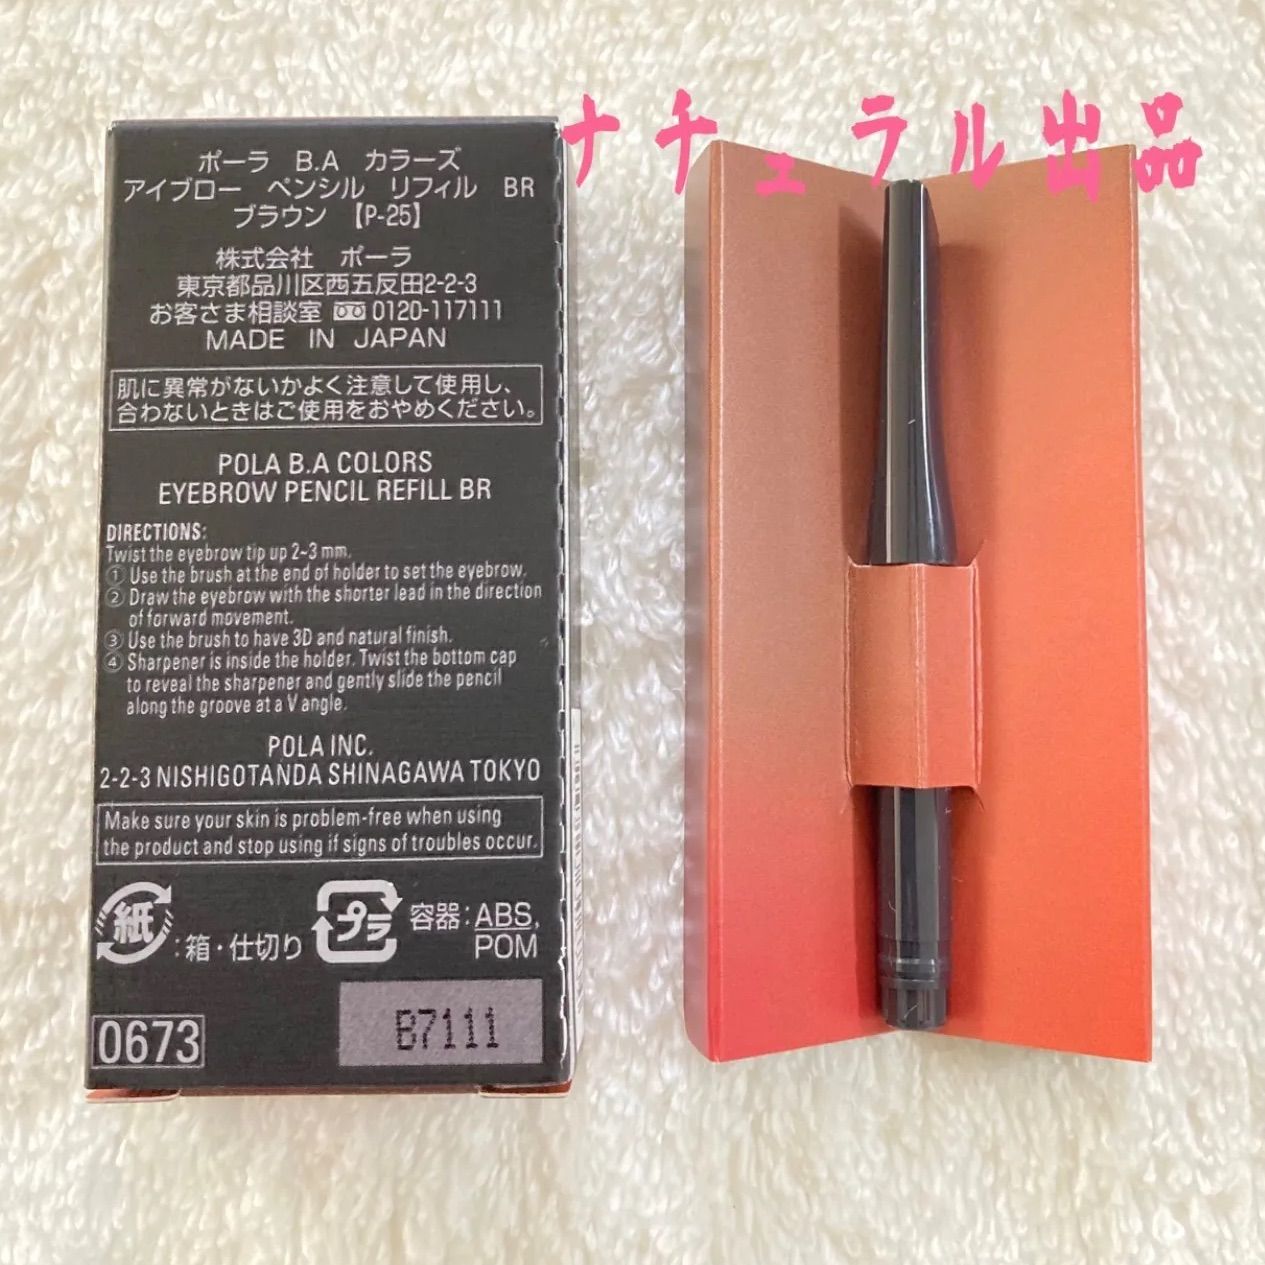 ナチュラル出品
ポーラ B.A カラーズ
アイブロー ペンシル リフィル BR
ブラウン 【P-25】
株式会社 ポーラ
東京都品川区西五反田2-2-3
お客さま相談室 0120-117111
MADE IN JAPAN
肌に異常がないかよく注意して使用し、
合わないときはご使用をおやめください。
POLA B.A COLORS
EYEBROW PENCIL REFILL BR
DIRECTIONS:
Twist the eyebrow tip up 2~3 mm.
① Use the brush at the end of holder to set the eyebrow.
② Draw the eyebrow with the shorter lead in the direction
of forward movement.
③ Use the brush to have 3D and natural finish.
④ Sharpener is inside the holder. Twist the bottom cap
to reveal the sharpener and gently slide the pencil
along the groove at a V angle.
POLA INC.
2-2-3 NISHIGOTANDA SHINAGAWA TOKYO
Make sure your skin is problem-free when using
the product and stop using if signs of troubles occur.
紙 : 箱・仕切り プラ 容器 : ABS,
POM
0673 B7111